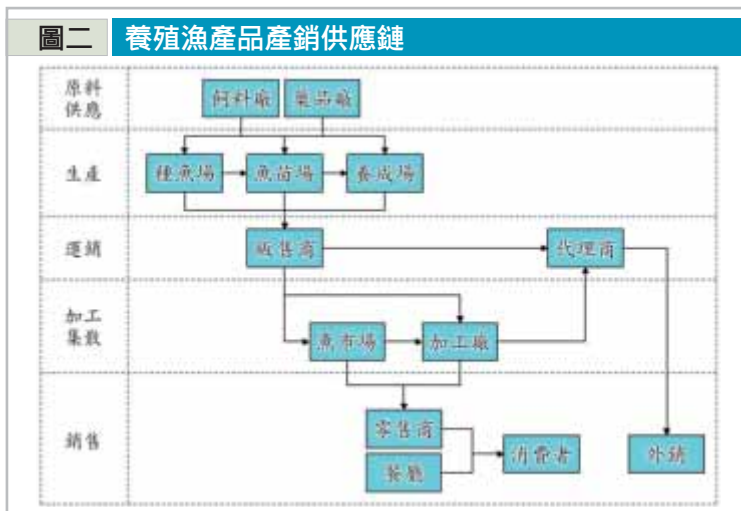 圖二 養殖漁產品產銷供應鏈
原料
供應
飼料廠 藥品廠
生產
種魚場 魚苗場 養成場
運銷
販售商 代理商
加工
集散
魚市場 加工廠
銷售
零售商
餐廳
消費者 外銷